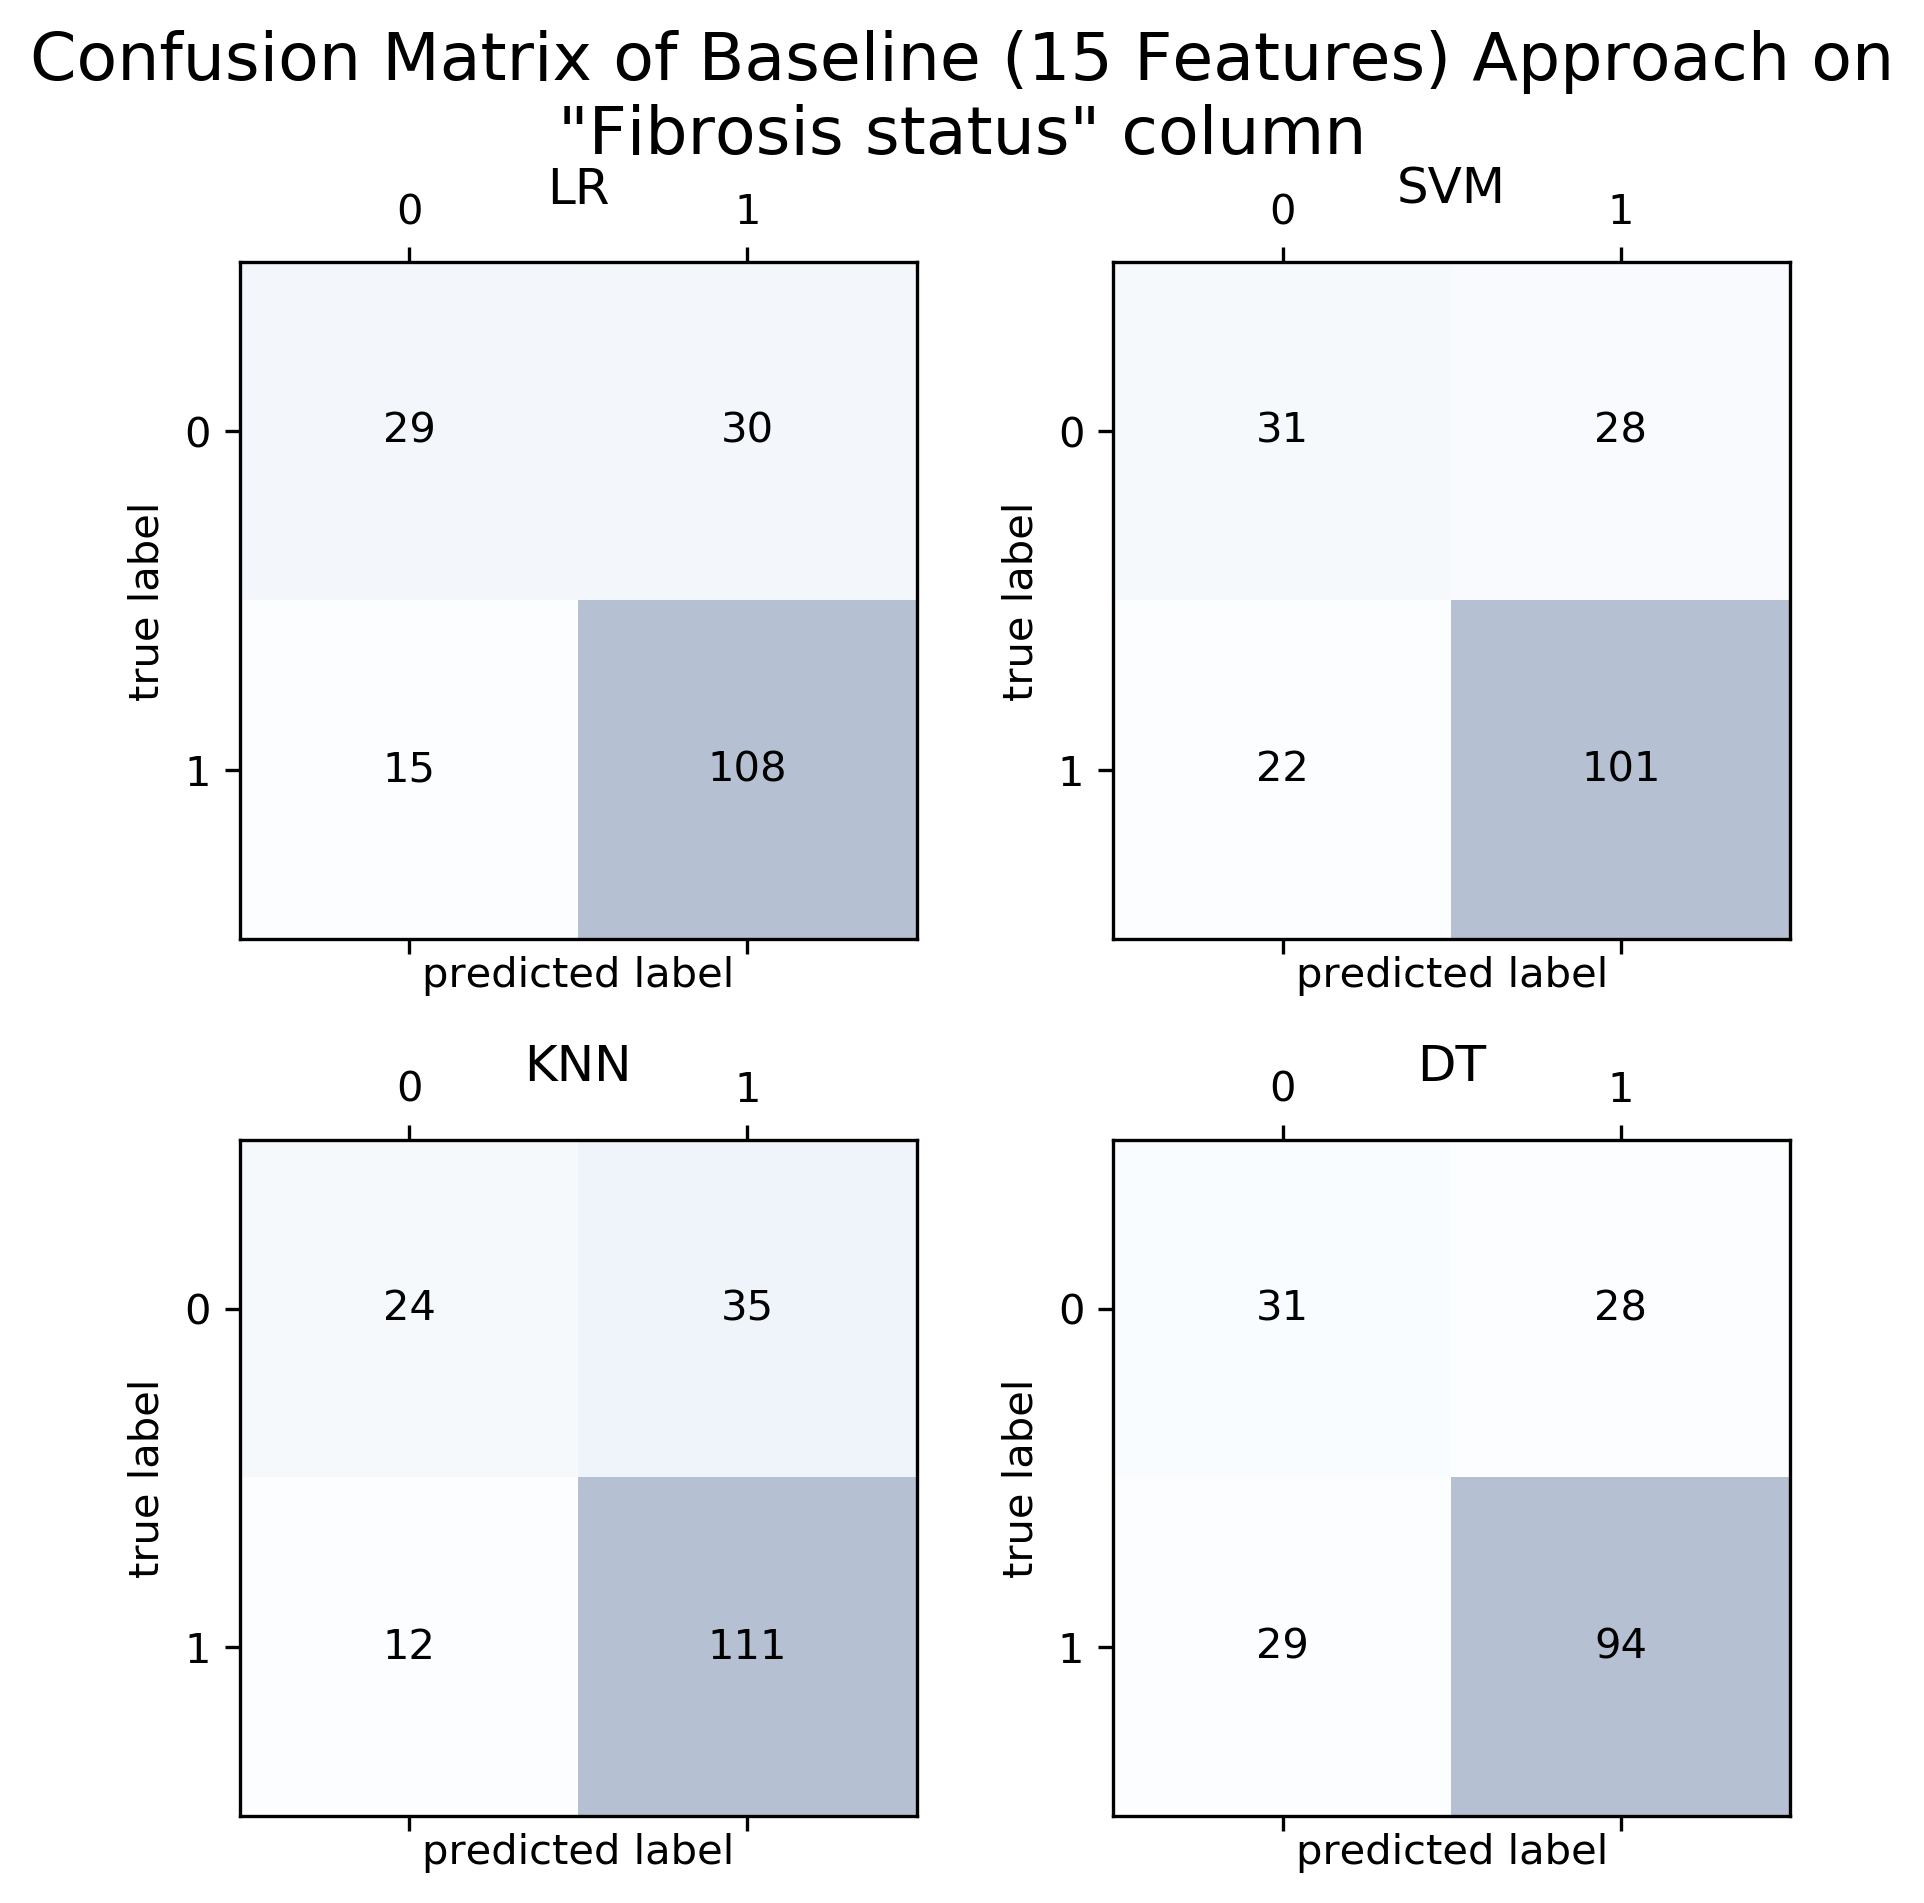 Confusion Matrix of Baseline (15 Features) Approach on
"Fibrosis status" column
LR
0 1
0 29 30
1 15 108
true label
predicted label
SVM
0 1
0 31 28
1 22 101
true label
predicted label
KNN
0 1
0 24 35
1 12 111
true label
predicted label
DT
0 1
0 31 28
1 29 94
true label
predicted label